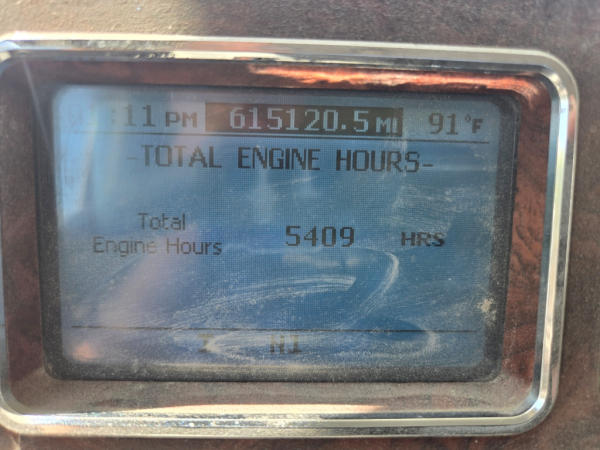 :11 PM 615120.5 MI 91°F
-TOTAL ENGINE HOURS-
Total
Engine Hours 5409 HRS